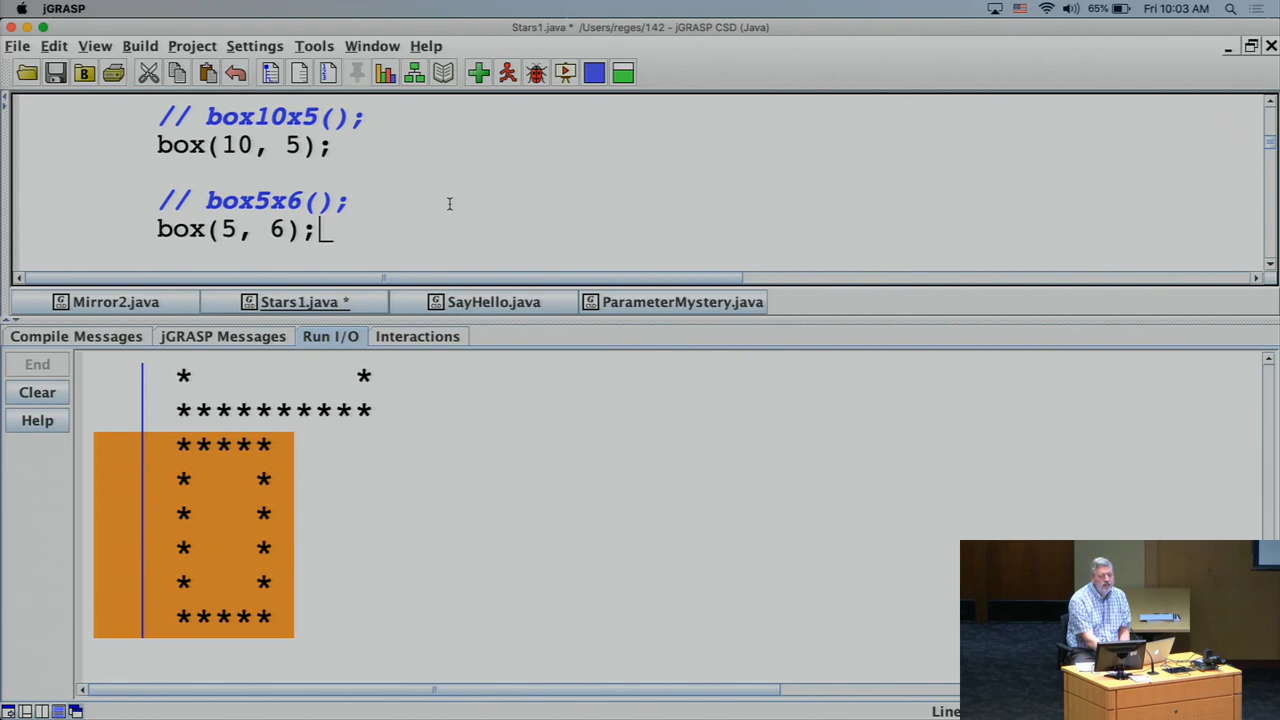 jGRASP
65%
Fri 10:03 AM
Stars1.java * /Users/reges/142 - jGRASP CSD (Java)
File Edit View Build Project Settings Tools Window Help
// box10x5();
box(10, 5);
// box5x6();
box(5, 6);
Mirror2.java Stars1.java * SayHello.java ParameterMystery.java
Compile Messages jGRASP Messages Run I/O Interactions
End
Clear
Help
*        *
**********
*****
*   *
*   *
*   *
*   *
*****
Line